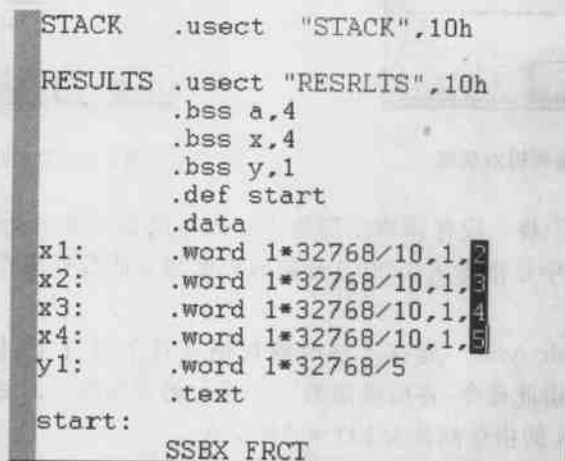 STACK .usect "STACK",10h
RESULTS .usect "RESRLTS",10h
.bss a,4
.bss x,4
.bss y,1
.def start
.data
x1: .word 1*32768/10,1,2
x2: .word 1*32768/10,1,3
x3: .word 1*32768/10,1,4
x4: .word 1*32768/10,1,5
y1: .word 1*32768/5
.text
start:
SSBX FRCT